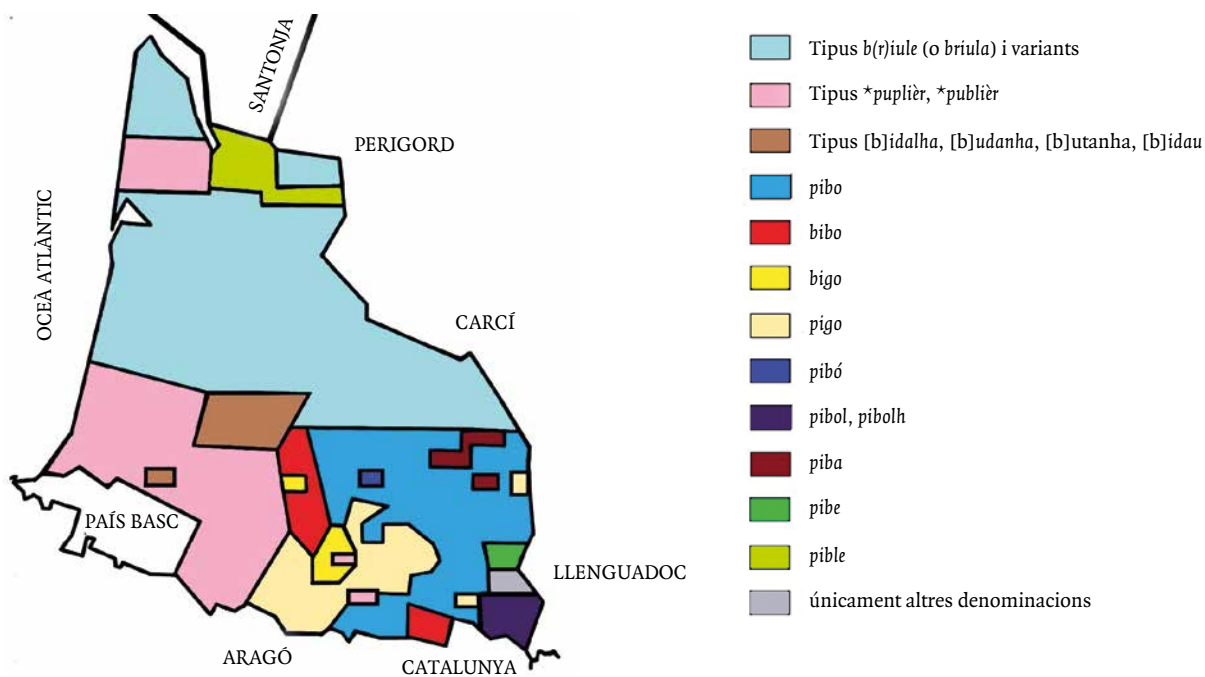 SANTONJA
PERIGORD
OCEÀ ATLÀNTIC
CARCÍ
PAÍS BASC
LLENGUADOC
ARAGÓ
CATALUNYA
Tipus b(r)iule (o briula) i variants
Tipus *puplièr, *publièr
Tipus [b]idalha, [b]udanha, [b]utanha, [b]idau
pibo
bibo
bigo
pigo
pibó
pibol, pibolh
piba
pibe
pible
únicament altres denominacions